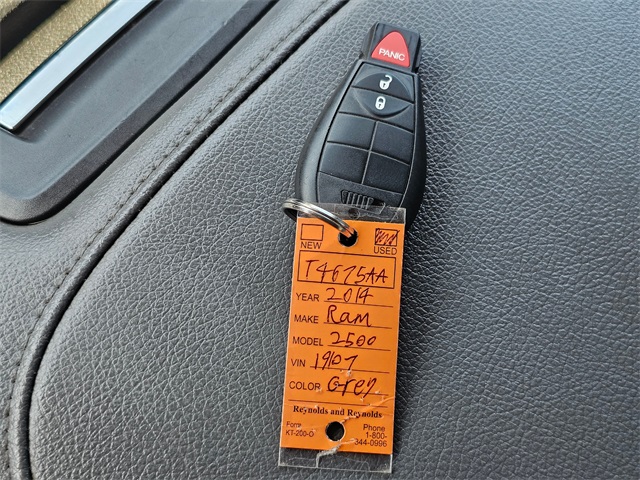 PANIC
NEW USED
T4675AA
YEAR 2014
MAKE Ram
MODEL 2500
VIN
COLOR Grey
Reynolds and Reynolds
Form Phone
KT-200-O 1-800-
344-0996